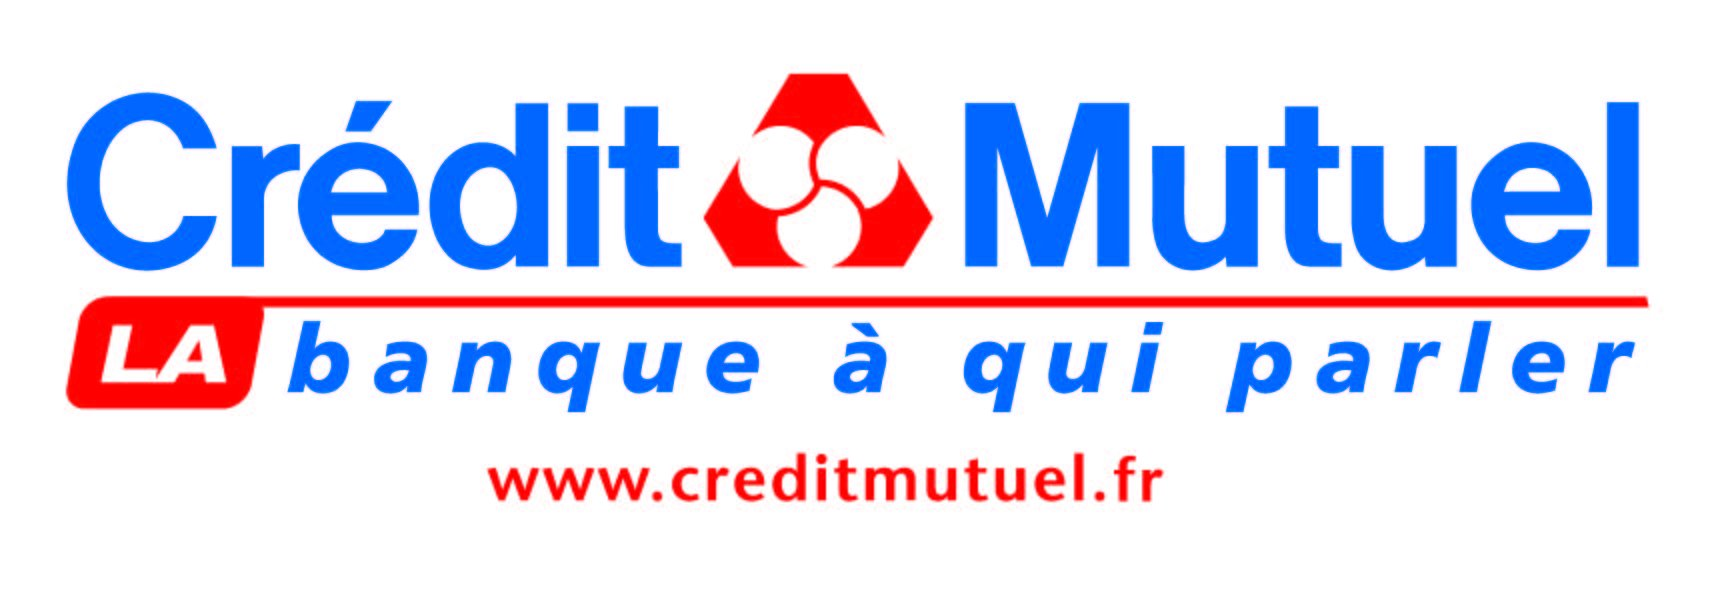 Crédit Mutuel
LA banque à qui parler
www.creditmutuel.fr